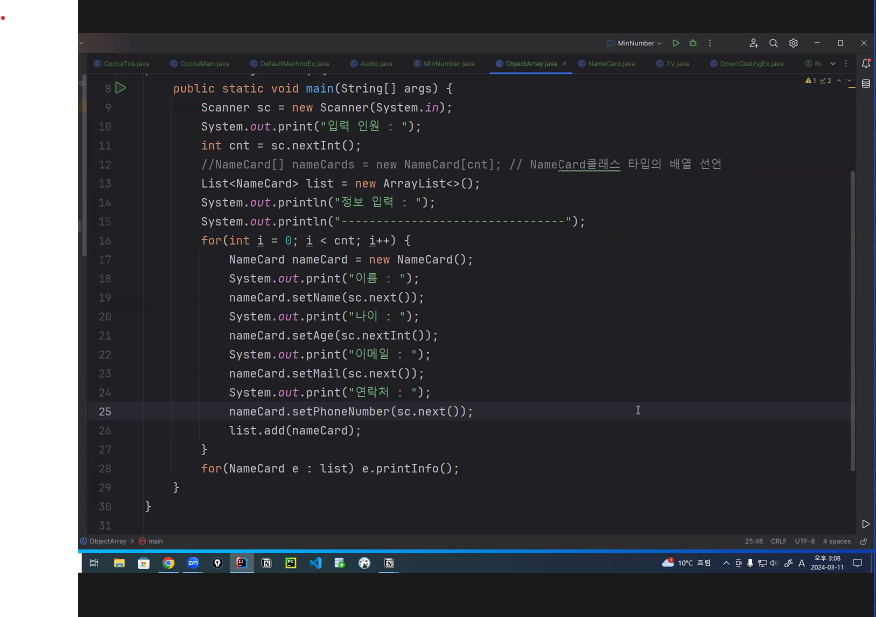 MinNumber
CocoaTok.java CocoaMain.java DefaultMethodEx.java Audio.java MinNumber.java ObjectArray.java NameCard.java TV.java DownCastingEx.java
1 2
8 public static void main(String[] args) {
9 Scanner sc = new Scanner(System.in);
10 System.out.print("입력 인원 : ");
11 int cnt = sc.nextInt();
12 //NameCard[] nameCards = new NameCard[cnt]; // NameCard클래스 타입의 배열 선언
13 List<NameCard> list = new ArrayList<>();
14 System.out.println("정보 입력 : ");
15 System.out.println("--------------------------------");
16 for(int i = 0; i < cnt; i++) {
17 NameCard nameCard = new NameCard();
18 System.out.print("이름 : ");
19 nameCard.setName(sc.next());
20 System.out.print("나이 : ");
21 nameCard.setAge(sc.nextInt());
22 System.out.print("이메일 : ");
23 nameCard.setMail(sc.next());
24 System.out.print("연락처 : ");
25 nameCard.setPhoneNumber(sc.next());
26 list.add(nameCard);
27 }
28 for(NameCard e : list) e.printInfo();
29 }
30 }
31
ObjectArray > main 25:48 CRLF UTF-8 4 spaces
zm 10°C 흐림 A 오후 3:08
2024-03-11